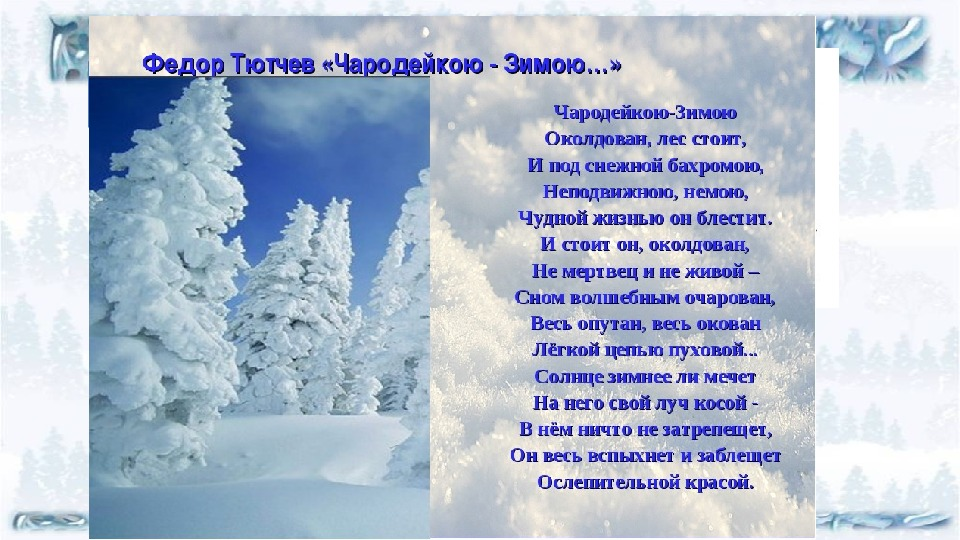 Федор Тютчев «Чародейкою - Зимою…»
Чародейкою-Зимою
Околдован, лес стоит,
И под снежной бахромою,
Неподвижною, немою,
Чудной жизнью он блестит.
И стоит он, околдован,
Не мертвец и не живой –
Сном волшебным очарован,
Весь опутан, весь окован
Лёгкой цепью пуховой...
Солнце зимнее ли мечет
На него свой луч косой -
В нём ничто не затрепещет,
Он весь вспыхнет и заблещет
Ослепительной красой.